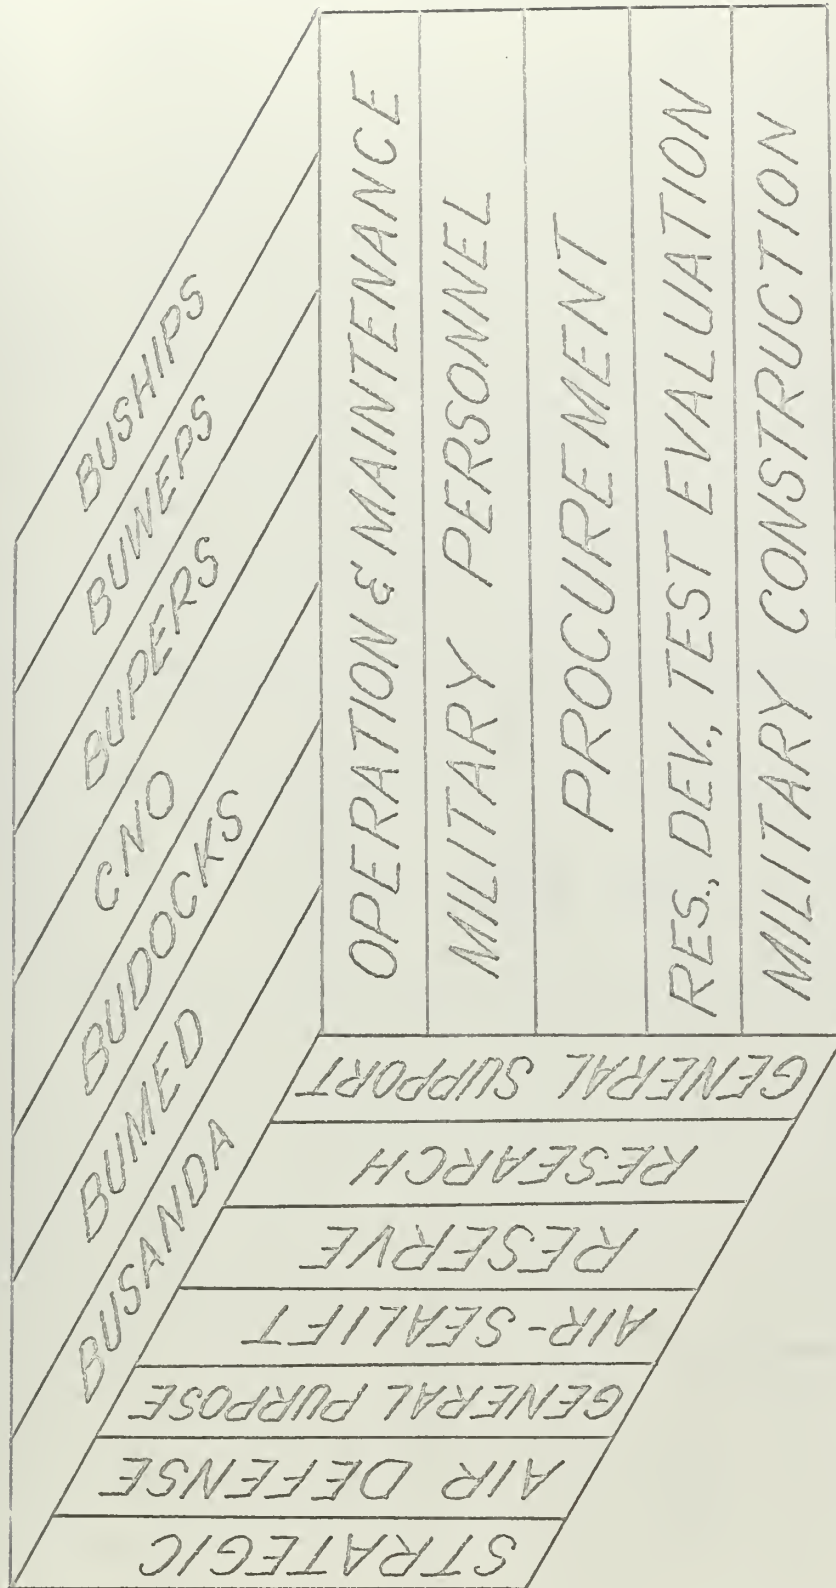 BUSHIPS
BUWEPS
BUPERS
CNO
BUDOCKS
BUMED
BUSANDA
OPERATION & MAINTENANCE
MILITARY PERSONNEL
PROCUREMENT
RES., DEV., TEST EVALUATION
MILITARY CONSTRUCTION
GENERAL SUPPORT
RESEARCH
RESERVE
AIR-SEALIFT
GENERAL PURPOSE
AIR DEFENSE
STRATEGIC